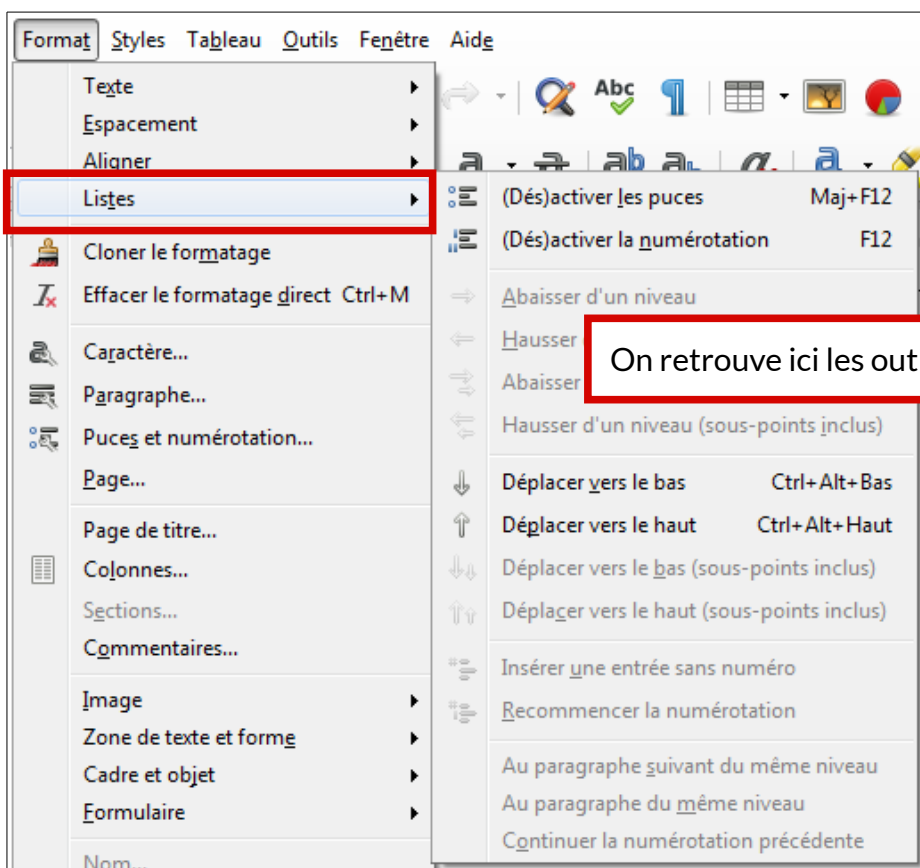 Format Styles Tableau Outils Fenêtre Aide
Texte
Espacement
Aligner
Listes
Cloner le formatage
Effacer le formatage direct Ctrl+M
Caractère...
Paragraphe...
Puces et numérotation...
Page...
Page de titre...
Colonnes...
Sections...
Commentaires...
Image
Zone de texte et forme
Cadre et objet
Formulaire
Nom...
Abc
(Dés)activer les puces Maj+F12
(Dés)activer la numérotation F12
Abaisser d'un niveau
Hausser
On retrouve ici les out
Abaisser
Hausser d'un niveau (sous-points inclus)
Déplacer vers le bas Ctrl+Alt+Bas
Déplacer vers le haut Ctrl+Alt+Haut
Déplacer vers le bas (sous-points inclus)
Déplacer vers le haut (sous-points inclus)
Insérer une entrée sans numéro
Recommencer la numérotation
Au paragraphe suivant du même niveau
Au paragraphe du même niveau
Continuer la numérotation précédente